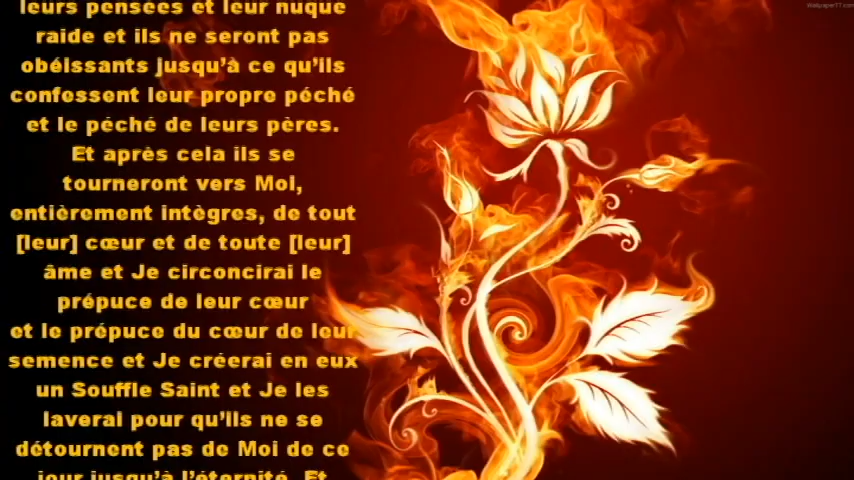 leurs pensées et leur nuque
raide et ils ne seront pas
obéissants jusqu'à ce qu'ils
confessent leur propre péché
et le péché de leurs pères.
Et après cela ils se
tourneront vers Moi,
entièrement intègres, de tout
[leur] cœur et de toute [leur]
âme et Je circoncirai le
prépuce de leur cœur
et le prépuce du cœur de leur
semence et Je créerai en eux
un Souffle Saint et Je les
laverai pour qu'ils ne se
détournent pas de Moi de ce
jour jusqu'à l'éternité. Et
Wallpaper77.com